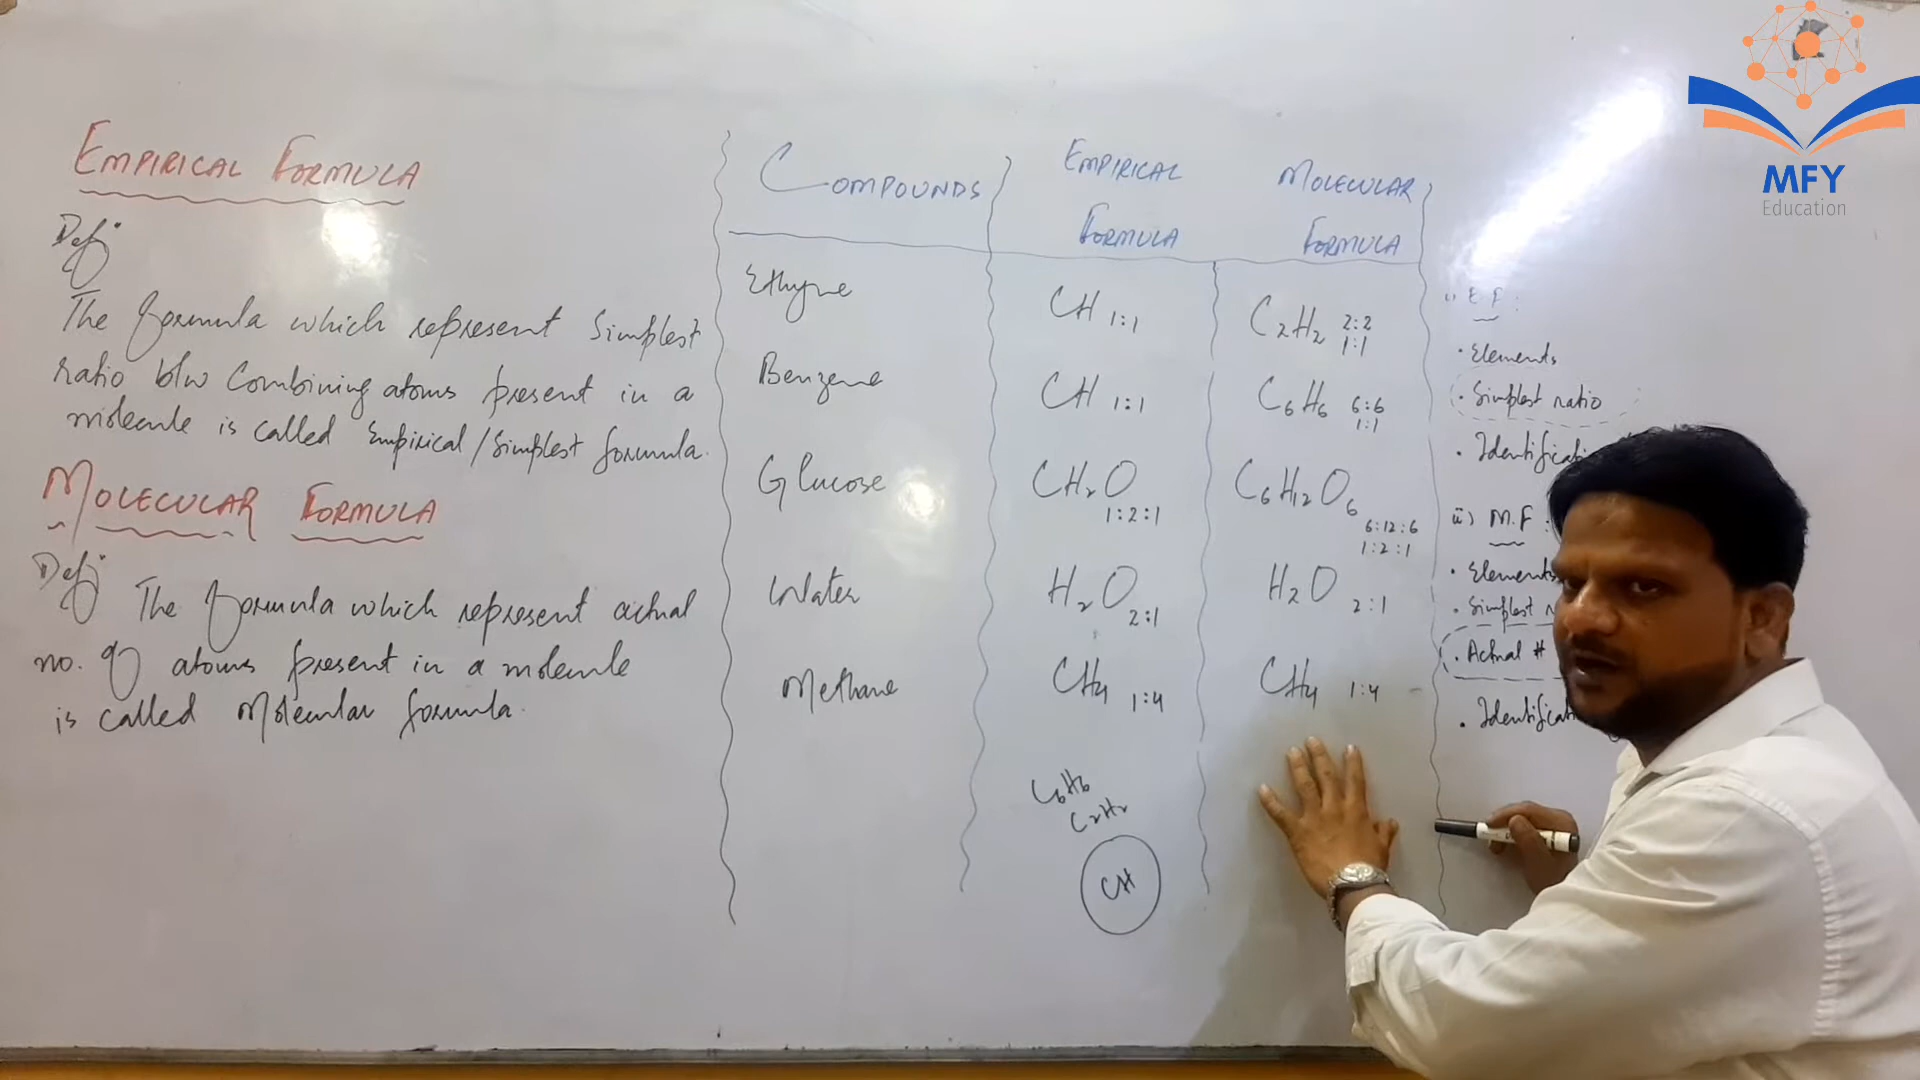 EMPIRICAL FORMULA
Def:
The formula which represent Simplest
ratio b/w Combining atoms present in a
molecule is called Empirical/Simplest formula.
MOLECULAR FORMULA
Def:
The formula which represent actual
no. of atoms present in a molecule
is called Molecular formula.
COMPOUNDS
EMPIRICAL
FORMULA
MOLECULAR
FORMULA
Ethyne
CH 1:1
C₂H₂ 2:2
1:1
Benzene
CH 1:1
C₆H₆ 6:6
1:1
Glucose
CH₂O
1:2:1
C₆H₁₂O₆
6:12:6
1:2:1
Water
H₂O 2:1
H₂O 2:1
Methane
CH₄ 1:4
CH₄ 1:4
C₆H₆
C₂H₂
CH
i) E F:
• Elements
• Simplest ratio
•
ii) M.F:
• Elements
• Simplest
• Actual #
•
MFY
Education